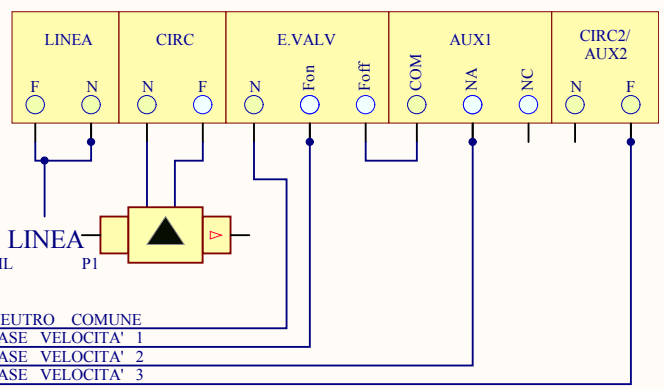 LINEA CIRC E.VALV AUX1 CIRC2/
AUX2
F N N F N Fon Foff COM NA NC N F
LINEA
IL P1
EUTRO COMUNE
ASE VELOCITA' 1
ASE VELOCITA' 2
ASE VELOCITA' 3